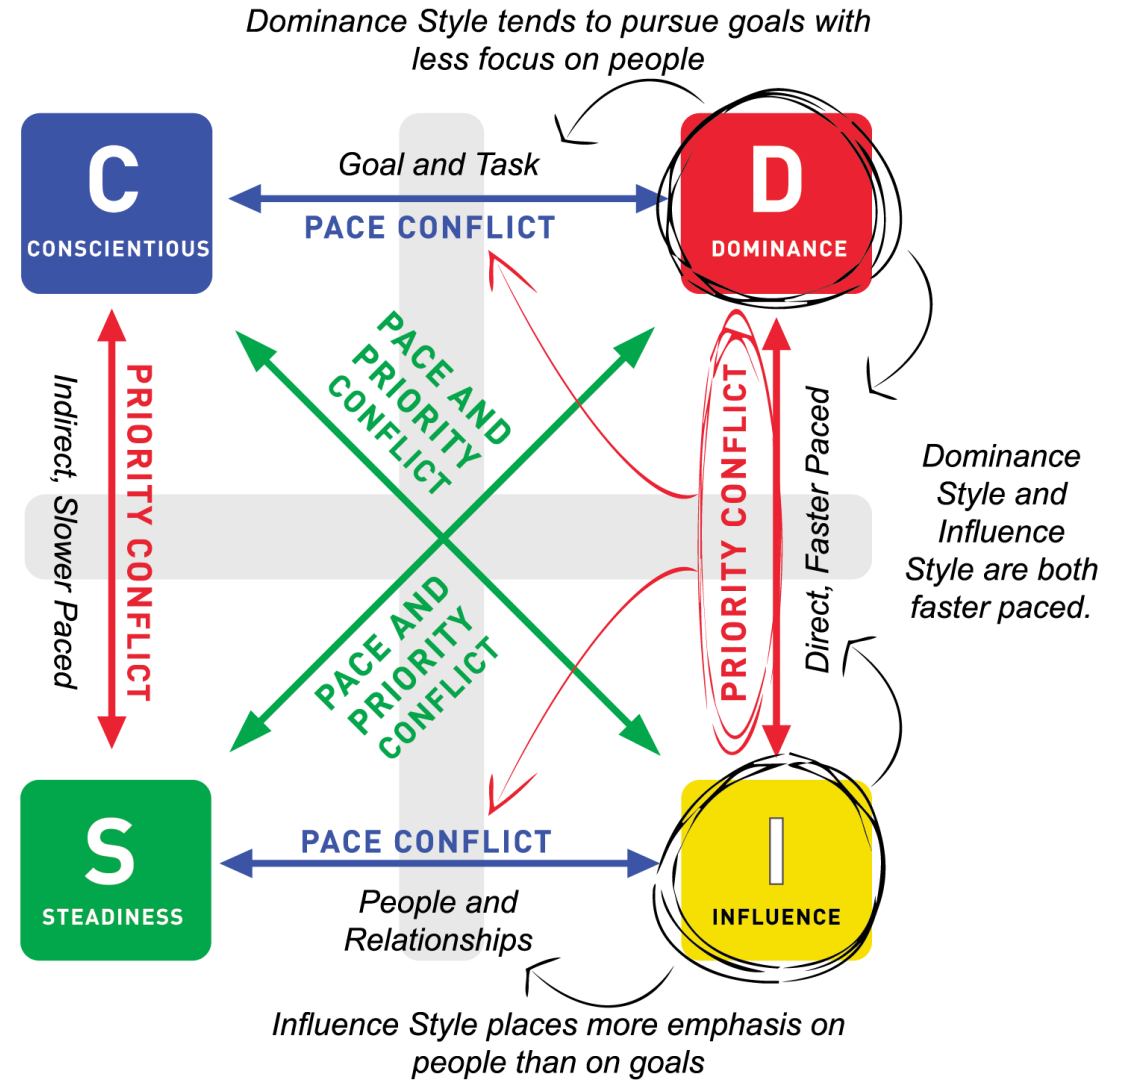 Dominance Style tends to pursue goals with
less focus on people
C
CONSCIENTIOUS
Goal and Task
PACE CONFLICT
D
DOMINANCE
PACE AND
PRIORITY
CONFLICT
Indirect, Slower Paced
PRIORITY CONFLICT
PRIORITY CONFLICT
Direct, Faster Paced
Dominance
Style and
Influence
Style are both
faster paced.
PACE AND
PRIORITY
CONFLICT
S
STEADINESS
PACE CONFLICT
People and
Relationships
I
INFLUENCE
Influence Style places more emphasis on
people than on goals